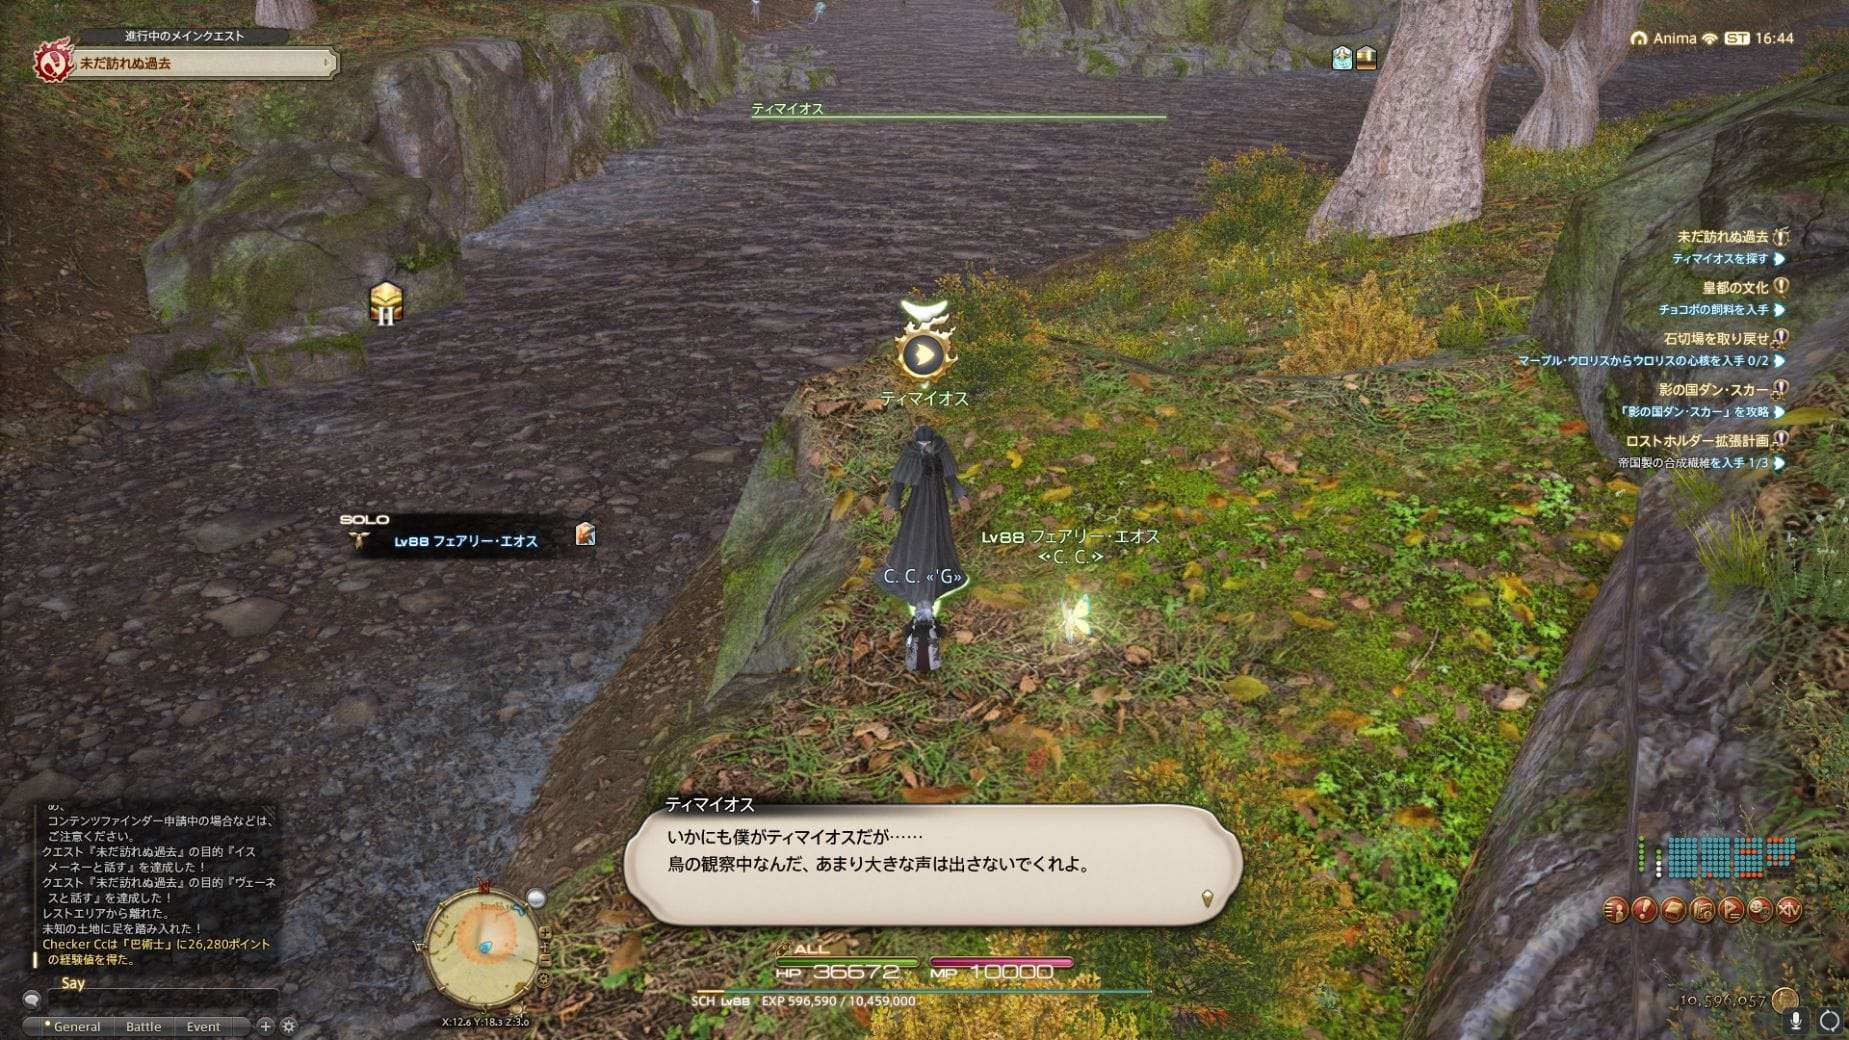 進行中のメインクエスト
未だ訪れぬ過去
Anima ST 16:44
ティマイオス
未だ訪れぬ過去
ティマイオスを探す
皇都の文化
チョコボの飼料を入手
石切場を取り戻せ
マーブル・ウロリスからウロリスの心核を入手 0/2
影の国ダン・スカー
「影の国ダン・スカー」を攻略
ロストホルダー拡張計画
帝国製の合成繊維を入手 1/3
II
ティマイオス
SOLO
Lv88 フェアリー・エオス
Lv88 フェアリー・エオス
<・C. C.・>
C. C. «'G»
ティマイオス
いかにも僕がティマイオスだが……
鳥の観察中なんだ、あまり大きな声は出さないでくれよ。
め、
コンテンツファインダー申請中の場合などは、
ご注意ください。
クエスト『未だ訪れぬ過去』の目的『イス
メーネーと話す』を達成した！
クエスト『未だ訪れぬ過去』の目的『ヴェーネ
スと話す』を達成した！
レストエリアから離れた。
未知の土地に足を踏み入れた！
Checker Ccは「巴術士」に26,280ポイント
の経験値を得た。
Say
General Battle Event
X:12.6 Y:18.3 Z:3.0
ALL
HP 36672 MP 10000
SCH Lv88 EXP 596,590 / 10,459,000
10,596,057
XIV